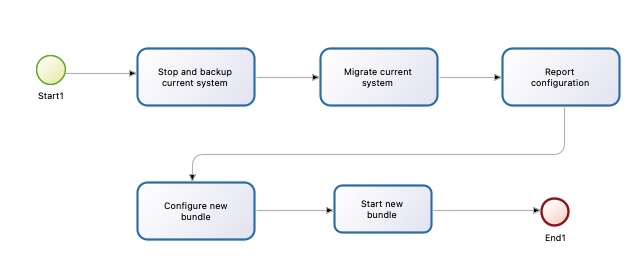 Stop and backup
current system
Migrate current
system
Report
configuration
Start1
Configure new
bundle
Start new
bundle
End1